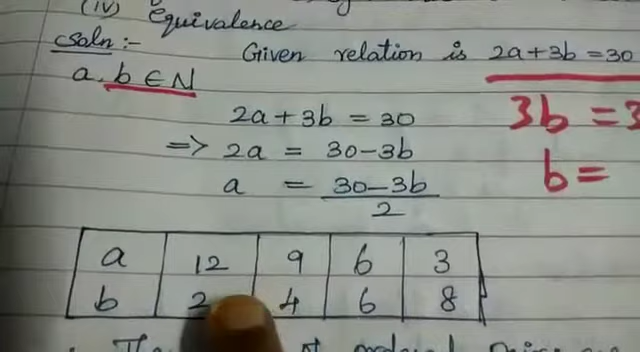 (iv) Equivalence
Soln:- Given relation is 2a+3b=30
a, b ∈ N
2a+3b = 30
3b =
=> 2a = 30-3b
b =
a = 30-3b
2
a 12 9 6 3
b 2 4 6 8